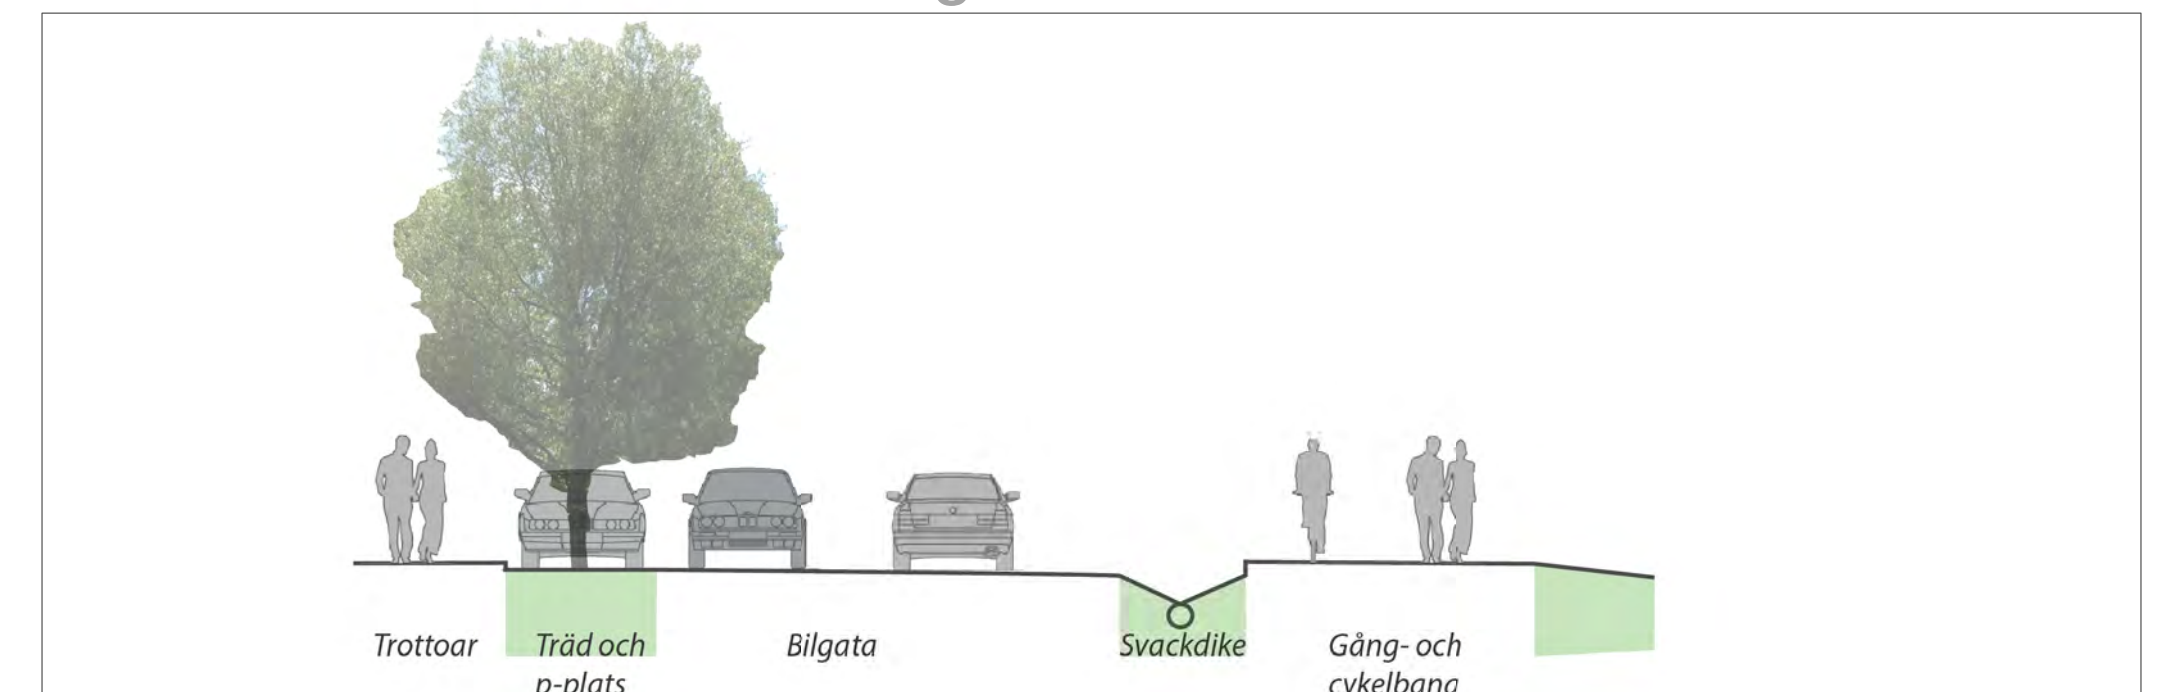 Trottoar
Träd och
p-plats
Bilgata
Svackdike
Gång- och
cykelbana